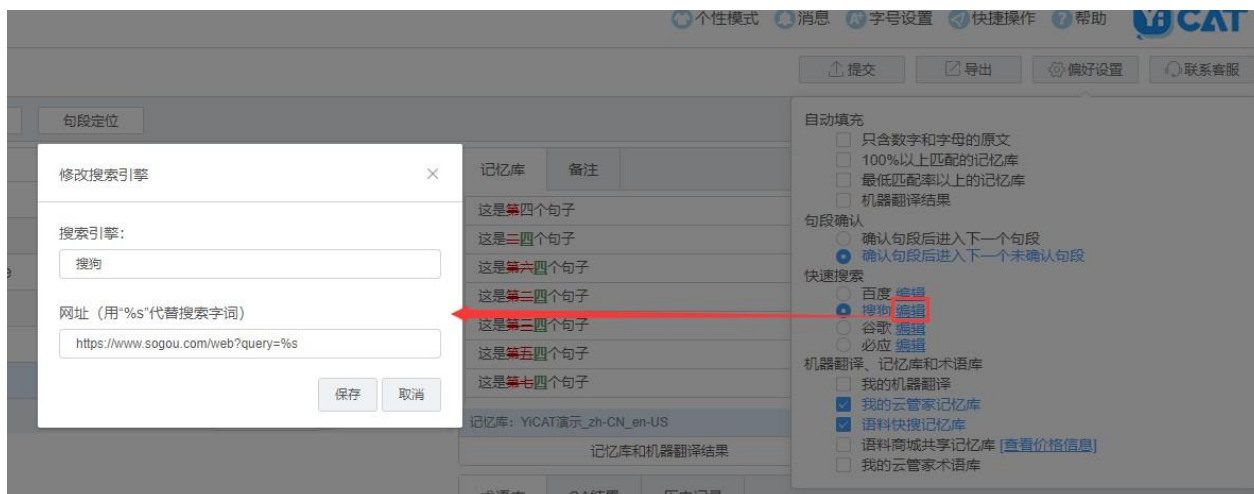 个性模式 消息 字号设置 快捷操作 帮助 YiCAT
提交 导出 偏好设置 联系客服
句段定位
修改搜索引擎
搜索引擎：
搜狗
网址（用“%s”代替搜索字词）
https://www.sogou.com/web?query=%s
保存 取消
记忆库 备注
这是第四个句子
这是二四个句子
这是第六四个句子
这是第二四个句子
这是第三四个句子
这是第五四个句子
这是第七四个句子
记忆库：YiCAT演示_zh-CN_en-US
记忆库和机器翻译结果
术语库 QA结果 历史记录
自动填充
只含数字和字母的原文
100%以上匹配的记忆库
最低匹配率以上的记忆库
机器翻译结果
句段确认
确认句段后进入下一个句段
确认句段后进入下一个未确认句段
快速搜索
百度 编辑
搜狗 编辑
谷歌 编辑
必应 编辑
机器翻译、记忆库和术语库
我的机器翻译
我的云管家记忆库
语料快搜记忆库
语料商城共享记忆库 [查看价格信息]
我的云管家术语库